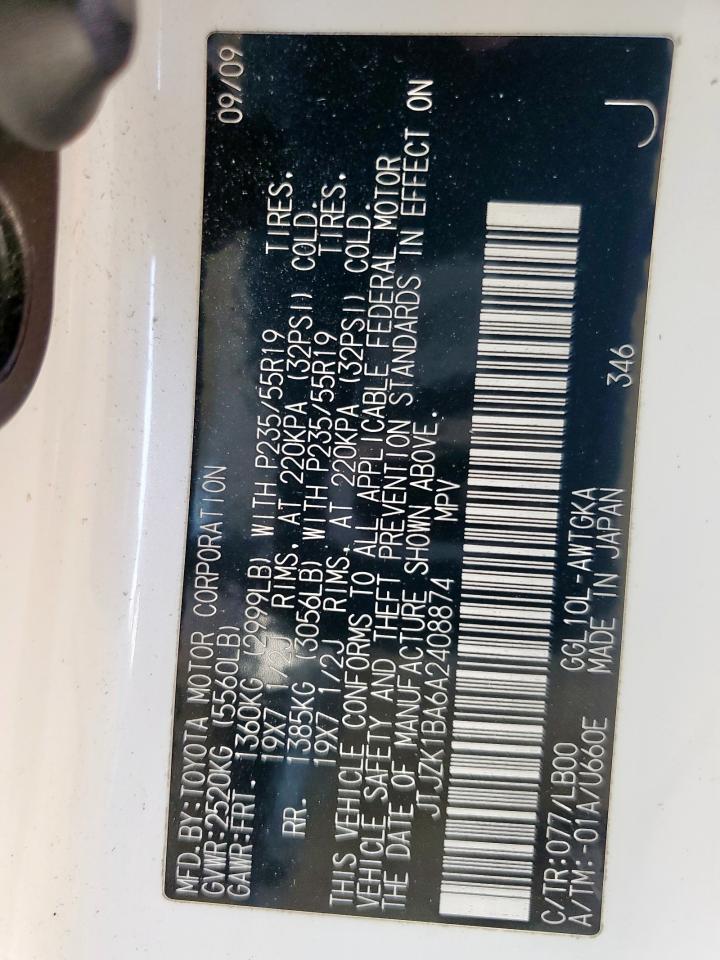 MFD.BY:TOYOTA MOTOR CORPORATION 09/09
GVWR:2520KG (5560LB)
GAWR:FRT. 1360KG (2999LB) WITH P235/55R19 TIRES.
19X7 1/2J RIMS, AT 220KPA (32PSI) COLD.
RR. 1385KG (3056LB) WITH P235/55R19 TIRES.
19X7 1/2J RIMS, AT 220KPA (32PSI) COLD.
THIS VEHICLE CONFORMS TO ALL APPLICABLE FEDERAL MOTOR
VEHICLE SAFETY AND THEFT PREVENTION STANDARDS IN EFFECT ON
THE DATE OF MANUFACTURE SHOWN ABOVE.
JTJZK1BA6A2408874 MPV
C/TR:077/LB00 GGL10L-AWTGKA 346 J
A/TM:-01A/U660E MADE IN JAPAN